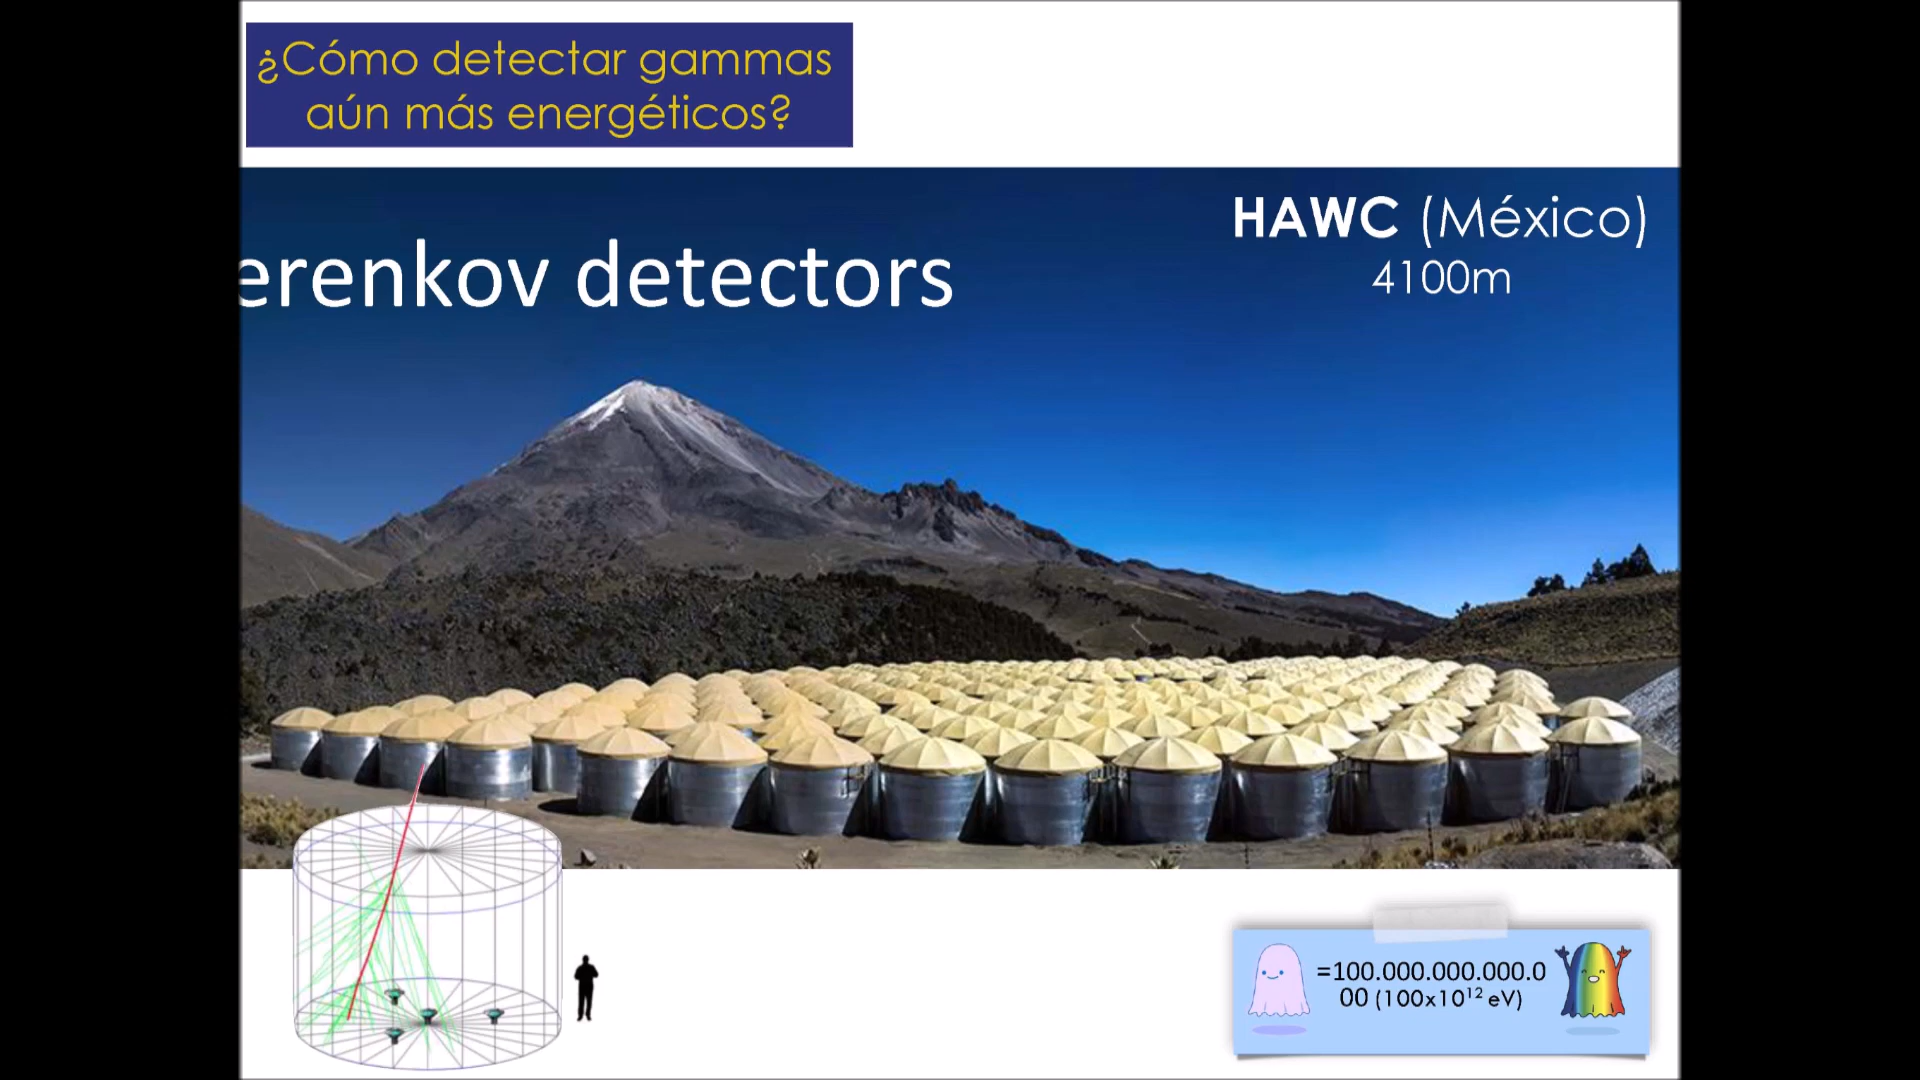 ¿Cómo detectar gammas
aún más energéticos?
HAWC (México)
4100m
erenkov detectors
=100.000.000.000.0
00 (100x10¹² eV)